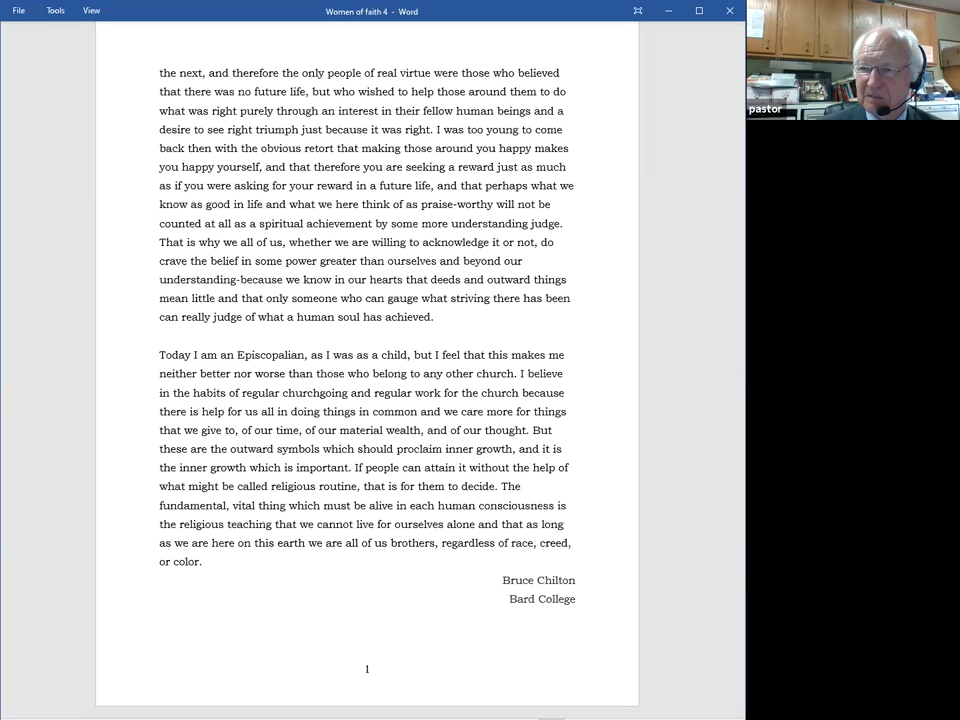 File Tools View Women of faith 4 - Word
pastor
the next, and therefore the only people of real virtue were those who believed
that there was no future life, but who wished to help those around them to do
what was right purely through an interest in their fellow human beings and a
desire to see right triumph just because it was right. I was too young to come
back then with the obvious retort that making those around you happy makes
you happy yourself, and that therefore you are seeking a reward just as much
as if you were asking for your reward in a future life, and that perhaps what we
know as good in life and what we here think of as praise-worthy will not be
counted at all as a spiritual achievement by some more understanding judge.
That is why we all of us, whether we are willing to acknowledge it or not, do
crave the belief in some power greater than ourselves and beyond our
understanding-because we know in our hearts that deeds and outward things
mean little and that only someone who can gauge what striving there has been
can really judge of what a human soul has achieved.
Today I am an Episcopalian, as I was as a child, but I feel that this makes me
neither better nor worse than those who belong to any other church. I believe
in the habits of regular churchgoing and regular work for the church because
there is help for us all in doing things in common and we care more for things
that we give to, of our time, of our material wealth, and of our thought. But
these are the outward symbols which should proclaim inner growth, and it is
the inner growth which is important. If people can attain it without the help of
what might be called religious routine, that is for them to decide. The
fundamental, vital thing which must be alive in each human consciousness is
the religious teaching that we cannot live for ourselves alone and that as long
as we are here on this earth we are all of us brothers, regardless of race, creed,
or color.
Bruce Chilton
Bard College
1